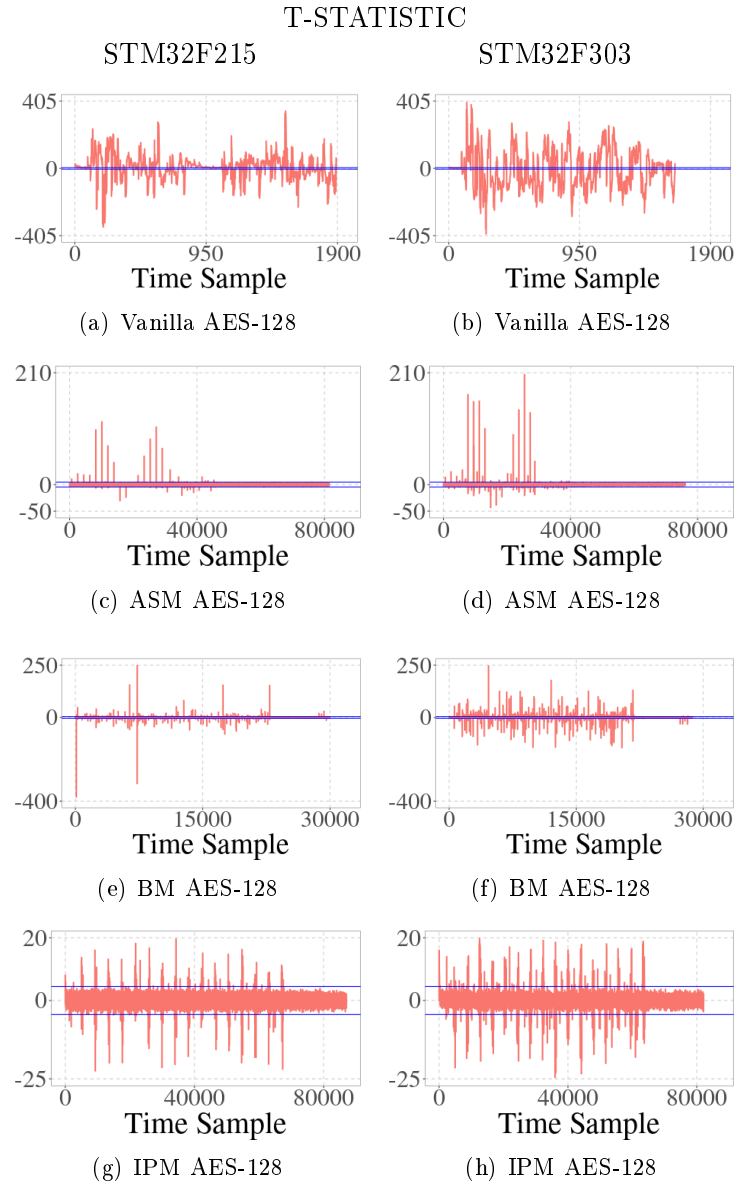 T-STATISTIC
STM32F215 STM32F303
405 405
0 0
-405 -405
0 950 1900 0 950 1900
Time Sample Time Sample
(a) Vanilla AES-128 (b) Vanilla AES-128
210 210
0 0
-50 -50
0 40000 80000 0 40000 80000
Time Sample Time Sample
(c) ASM AES-128 (d) ASM AES-128
250 250
0 0
-400 -400
0 15000 30000 0 15000 30000
Time Sample Time Sample
(e) BM AES-128 (f) BM AES-128
20 20
0 0
-25 -25
0 40000 80000 0 40000 80000
Time Sample Time Sample
(g) IPM AES-128 (h) IPM AES-128